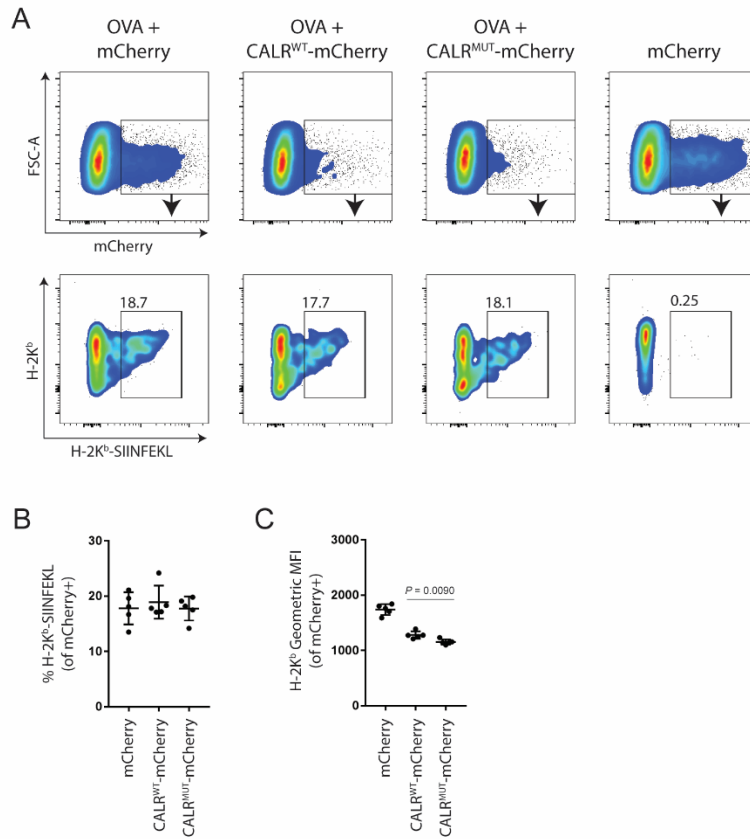 A
OVA +
mCherry
OVA +
CALRᵂᵀ-mCherry
OVA +
CALRᴹᵁᵀ-mCherry
mCherry
FSC-A
mCherry
18.7
17.7
18.1
0.25
H-2Kᵇ
H-2Kᵇ-SIINFEKL
B
% H-2Kᵇ-SIINFEKL
(of mCherry+)
30
20
10
0
mCherry
CALRᵂᵀ-mCherry
CALRᴹᵁᵀ-mCherry
C
H-2Kᵇ Geometric MFI
(of mCherry+)
3000
2000
1000
0
P = 0.0090
mCherry
CALRᵂᵀ-mCherry
CALRᴹᵁᵀ-mCherry